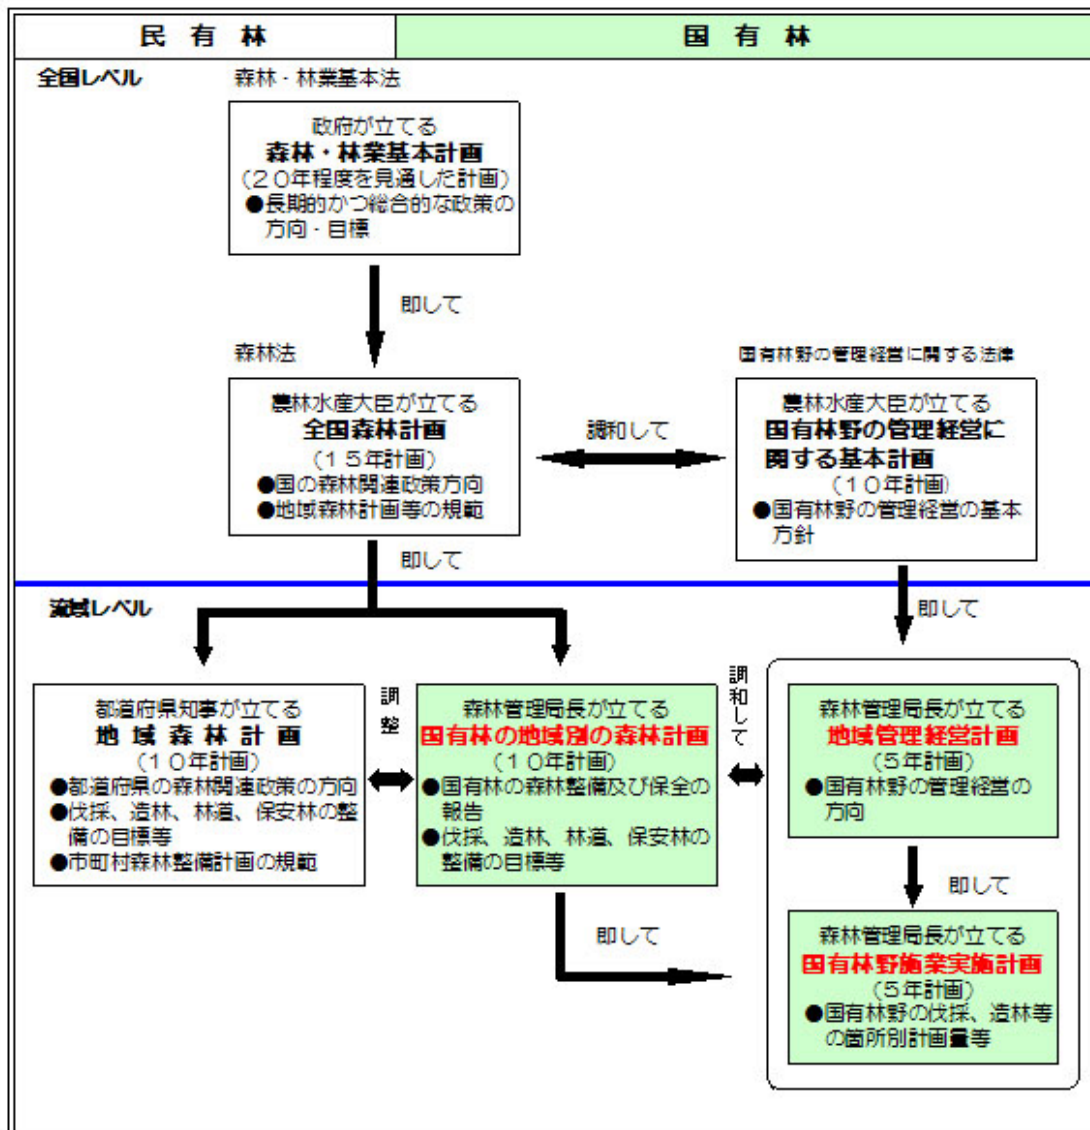 民有林
国有林
全国レベル
森林・林業基本法
政府が立てる
森林・林業基本計画
(20年程度を見通した計画)
●長期的かつ総合的な政策の
方向・目標
即して
森林法
農林水産大臣が立てる
全国森林計画
(15年計画)
●国の森林関連政策方向
●地域森林計画等の規範
調和して
国有林野の管理経営に関する法律
農林水産大臣が立てる
国有林野の管理経営に
関する基本計画
(10年計画)
●国有林野の管理経営の基本
方針
即して
即して
流域レベル
都道府県知事が立てる
地域森林計画
(10年計画)
●都道府県の森林関連政策の方向
●伐採、造林、林道、保安林の整
備の目標等
●市町村森林整備計画の規範
調整
森林管理局長が立てる
国有林の地域別の森林計画
(10年計画)
●国有林の森林整備及び保全の
報告
●伐採、造林、林道、保安林の
整備の目標等
調和して
森林管理局長が立てる
地域管理経営計画
(5年計画)
●国有林野の管理経営の
方向
即して
即して
森林管理局長が立てる
国有林野施業実施計画
(5年計画)
●国有林野の伐採、造林等
の箇所別計画量等